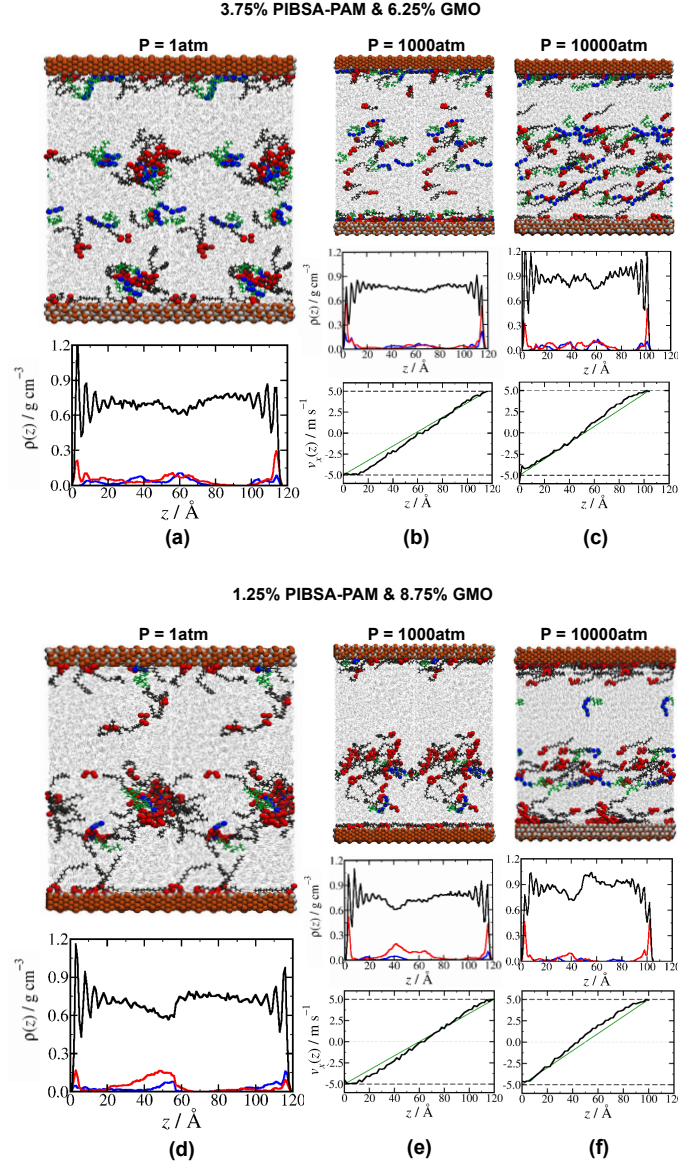 3.75% PIBSA-PAM & 6.25% GMO
P = 1atm
P = 1000atm
P = 10000atm
1.2
0.9
0.6
0.3
0.0
ρ(z) / g cm⁻³
0 20 40 60 80 100 120
z / Å
(a)
1.2
0.9
0.6
0.3
0.0
ρ(z) / g cm⁻³
0 20 40 60 80 100 120
z / Å
5.0
2.5
0.0
-2.5
-5.0
vₓ(z) / m s⁻¹
0 20 40 60 80 100 120
z / Å
(b)
1.2
0.9
0.6
0.3
0.0
0 20 40 60 80 100 120
z / Å
5.0
2.5
0.0
-2.5
-5.0
0 20 40 60 80 100 120
z / Å
(c)
1.25% PIBSA-PAM & 8.75% GMO
P = 1atm
P = 1000atm
P = 10000atm
1.2
0.9
0.6
0.3
0.0
ρ(z) / g cm⁻³
0 20 40 60 80 100 120
z / Å
(d)
1.2
0.9
0.6
0.3
0.0
ρ(z) / g cm⁻³
0 20 40 60 80 100 120
z / Å
5.0
2.5
0.0
-2.5
-5.0
vₓ(z) / m s⁻¹
0 20 40 60 80 100 120
z / Å
(e)
1.2
0.9
0.6
0.3
0.0
0 20 40 60 80 100 120
z / Å
5.0
2.5
0.0
-2.5
-5.0
0 20 40 60 80 100 120
z / Å
(f)